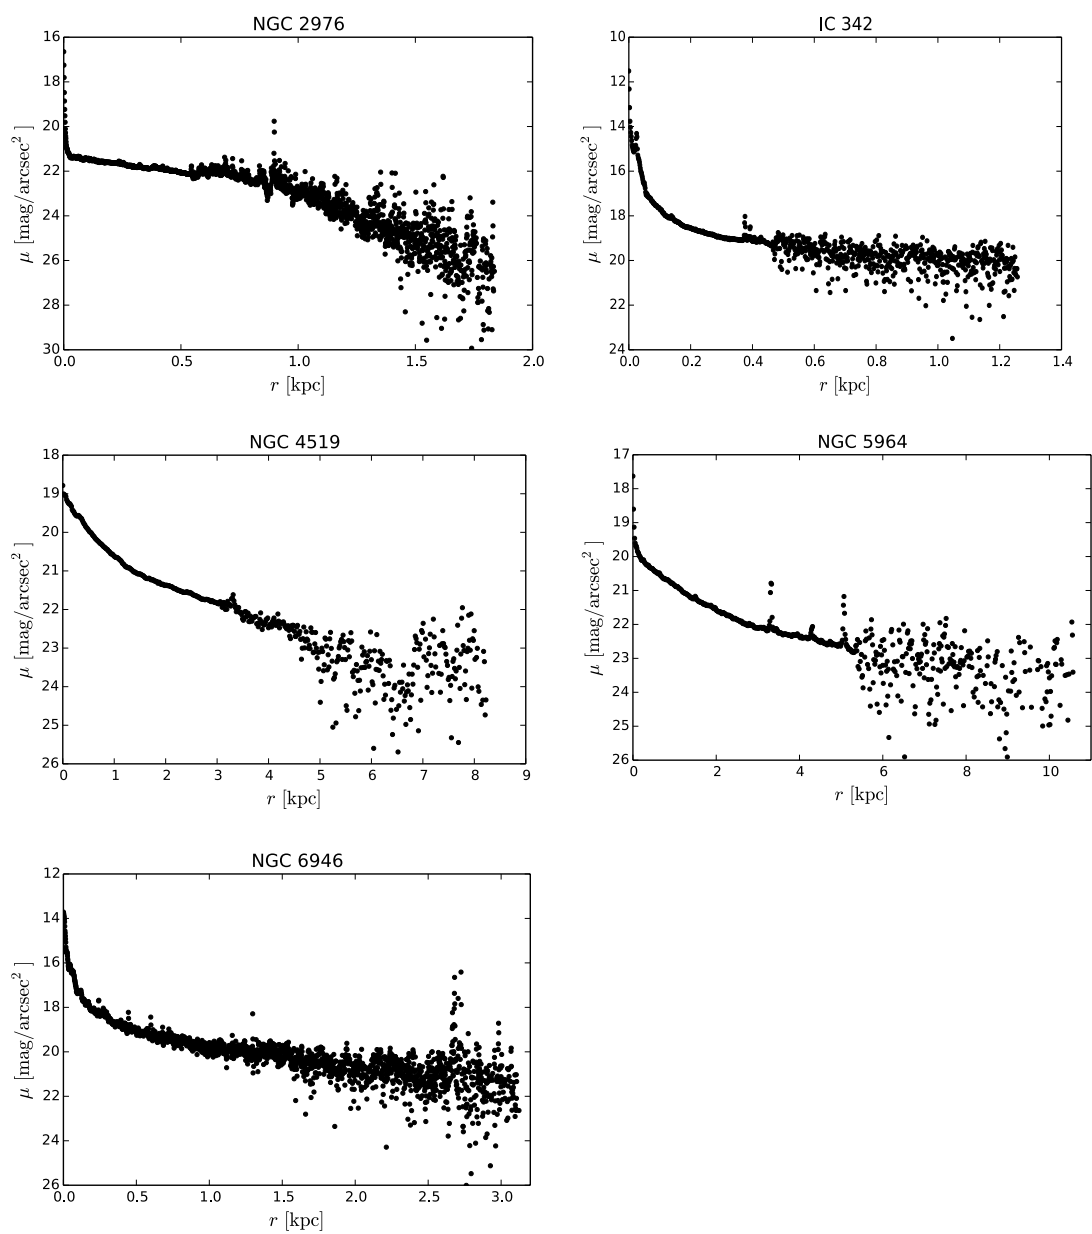 NGC 2976
16
18
20
22
24
26
28
30
μ [mag/arcsec² ]
0.0 0.5 1.0 1.5 2.0
r [kpc]
IC 342
10
12
14
16
18
20
22
24
μ [mag/arcsec² ]
0.0 0.2 0.4 0.6 0.8 1.0 1.2 1.4
r [kpc]
NGC 4519
18
19
20
21
22
23
24
25
26
μ [mag/arcsec² ]
0 1 2 3 4 5 6 7 8 9
r [kpc]
NGC 5964
17
18
19
20
21
22
23
24
25
26
μ [mag/arcsec² ]
0 2 4 6 8 10
r [kpc]
NGC 6946
12
14
16
18
20
22
24
26
μ [mag/arcsec² ]
0.0 0.5 1.0 1.5 2.0 2.5 3.0
r [kpc]